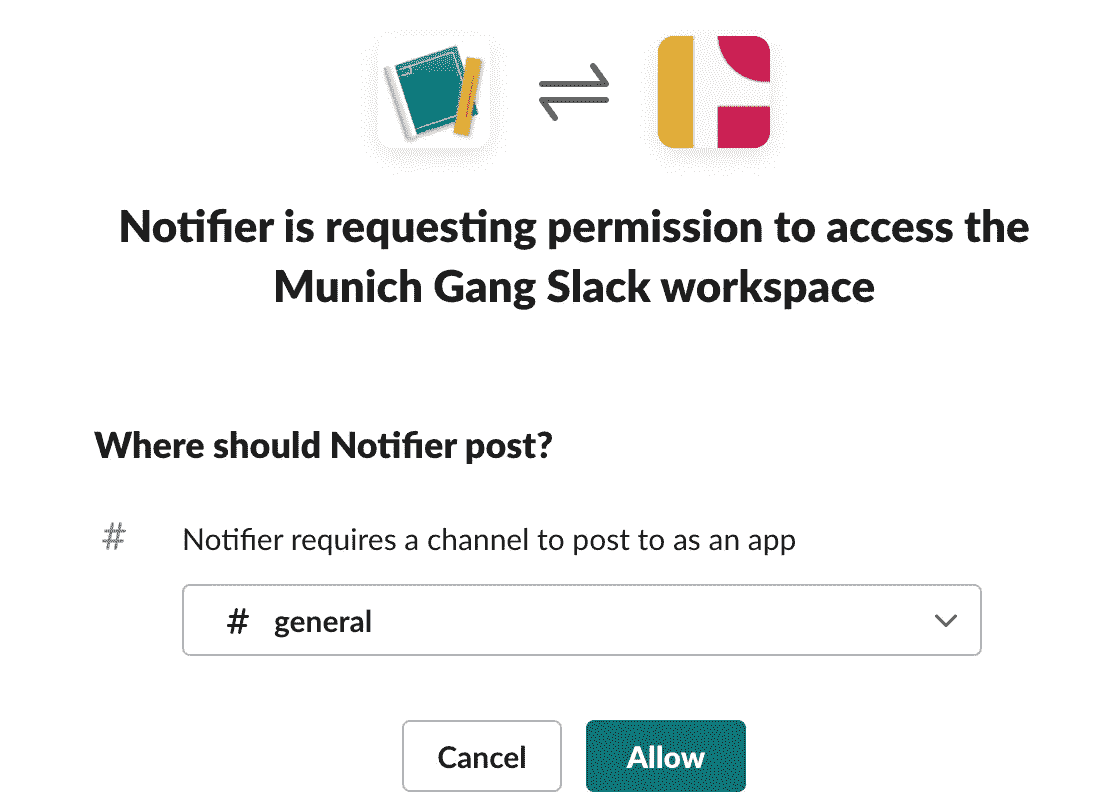 Notifier is requesting permission to access the
Munich Gang Slack workspace
Where should Notifier post?
# Notifier requires a channel to post to as an app
# general
Cancel Allow